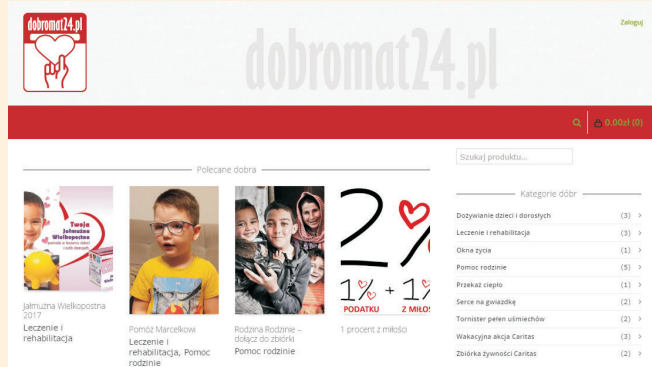 dobromat24.pl
dobromat24.pl
Zaloguj
0.00zł (0)
Szukaj produktu...
Polecane dobra
Kategorie dóbr
Dożywianie dzieci i dorosłych (3)
Leczenie i rehabilitacja (3)
Okna życia (1)
Pomoc rodzinie (5)
Przekaż ciepło (1)
Serce na gwiazdkę (2)
Tornister pełen uśmiechów (2)
Wakacyjna akcja Caritas (3)
Zbiórka żywności Caritas (2)
Twoja
Jałmużna
Wielkopostna
2%
1% + 1%
PODATKU Z MIŁOŚ
Jałmużna Wielkopostna
2017
Leczenie i
rehabilitacja
Pomóż Marcelkowi
Leczenie i
rehabilitacja, Pomoc
rodzinie
Rodzina Rodzinie –
dołącz do zbiórki
Pomoc rodzinie
1 procent z miłości